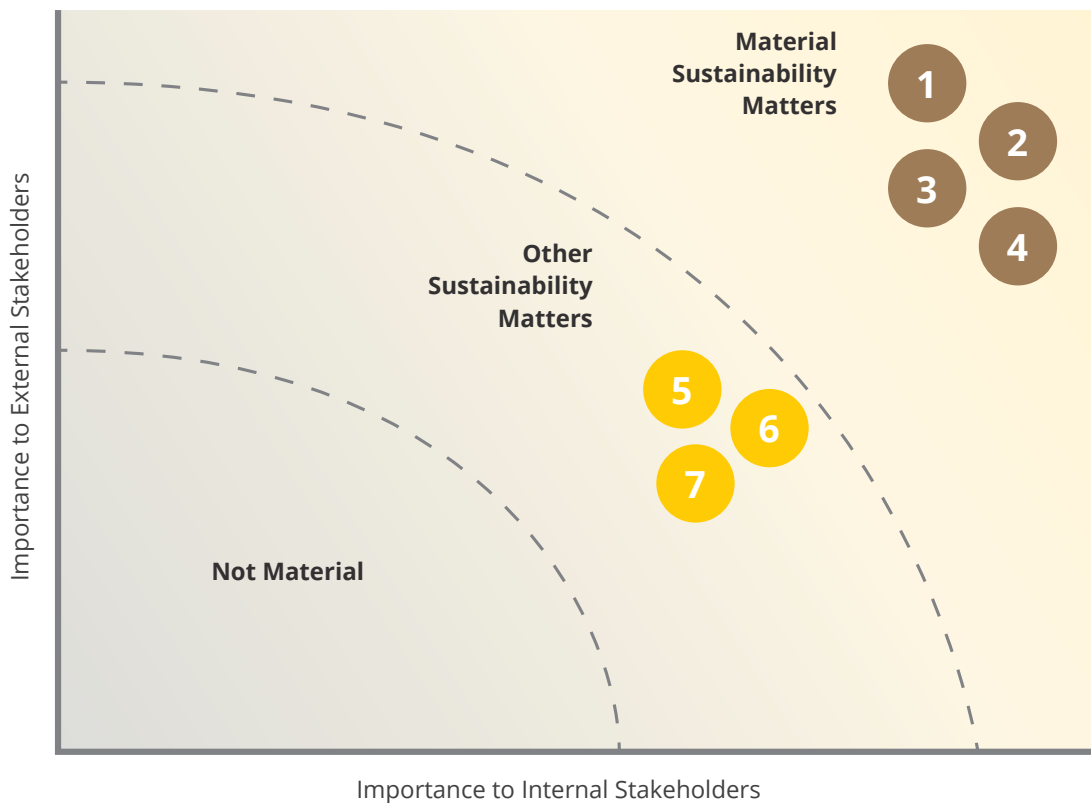 Material
Sustainability
Matters
1
2
3
4
Other
Sustainability
Matters
5
6
7
Not Material
Importance to External Stakeholders
Importance to Internal Stakeholders